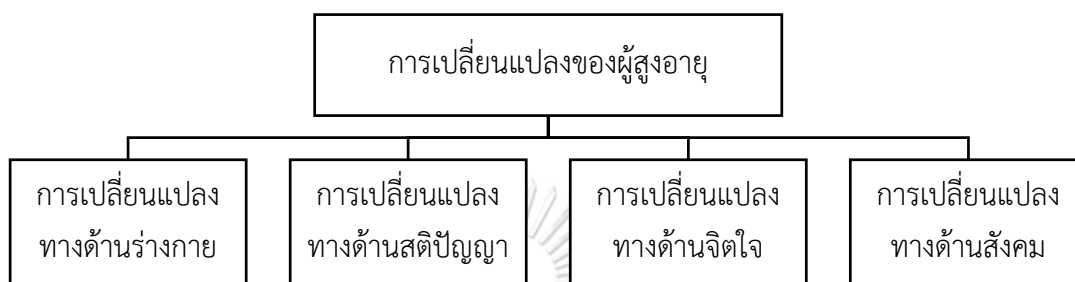 การเปลี่ยนแปลงของผู้สูงอายุ
การเปลี่ยนแปลง
ทางด้านร่างกาย
การเปลี่ยนแปลง
ทางด้านสติปัญญา
การเปลี่ยนแปลง
ทางด้านจิตใจ
การเปลี่ยนแปลง
ทางด้านสังคม